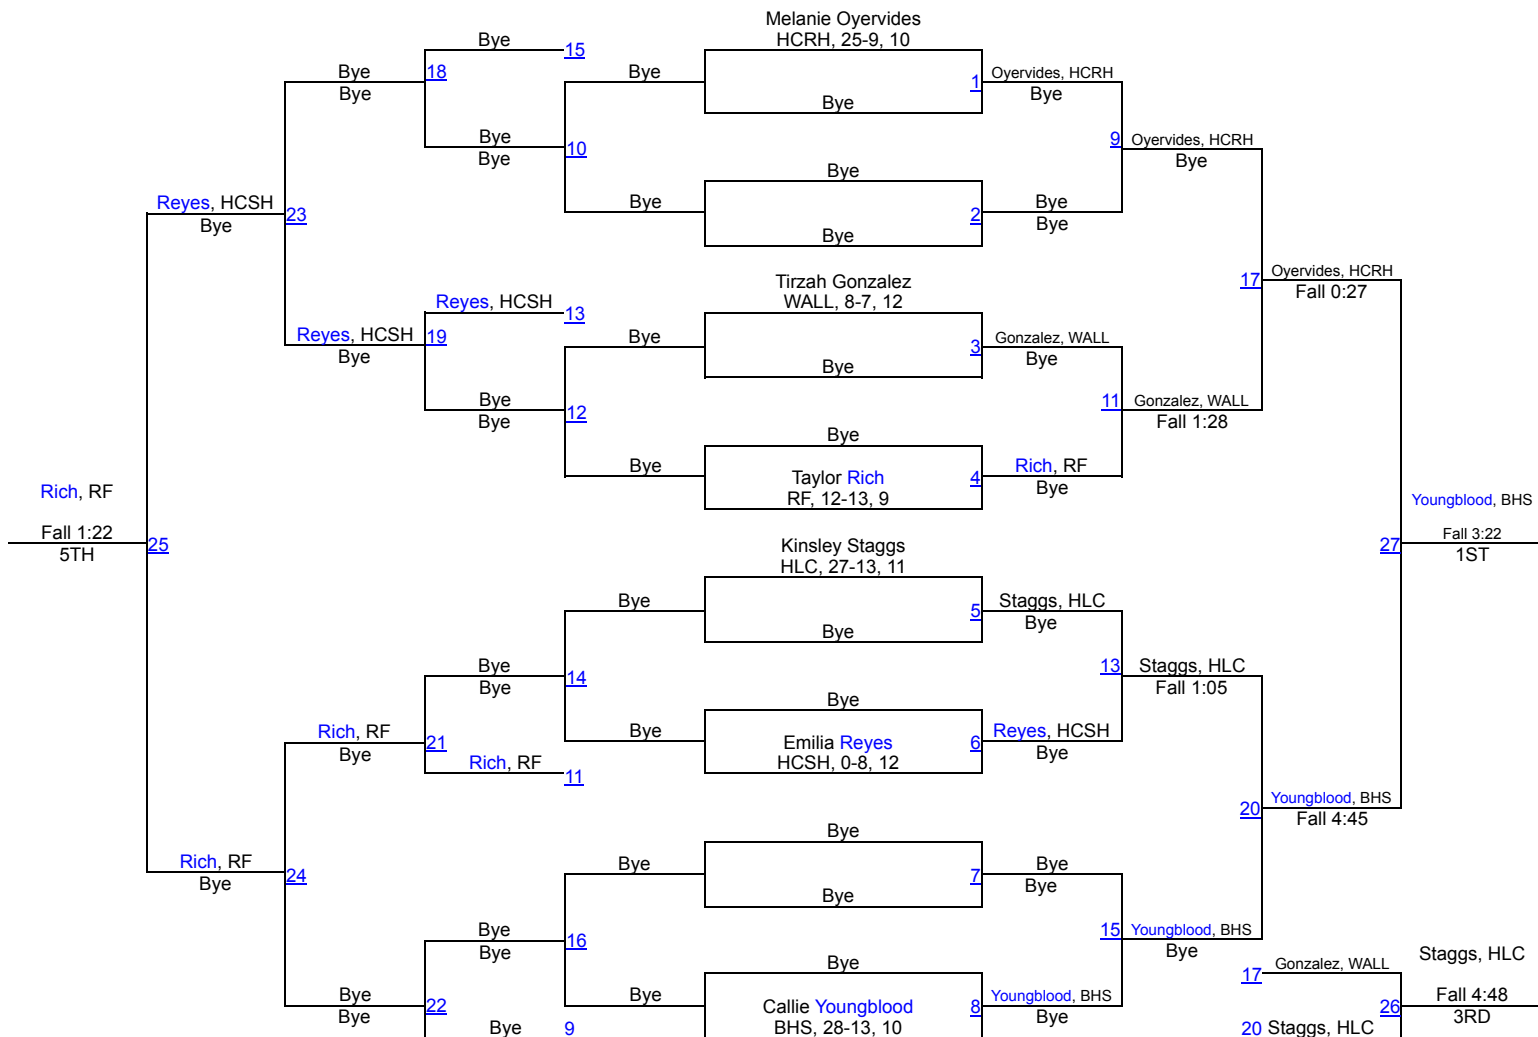 Melanie Oyervides
HCRH, 25-9, 10
Bye
15
Bye
18
Bye
Bye
1
Oyervides, HCRH
Bye
Bye
Bye
10
Bye
9
Oyervides, HCRH
Bye
Bye
Bye
Bye
2
Bye
Bye
Reyes, HCSH
23
Bye
Tirzah Gonzalez
WALL, 8-7, 12
17
Oyervides, HCRH
Fall 0:27
Reyes, HCSH
13
Reyes, HCSH
19
Bye
Bye
Bye
3
Gonzalez, WALL
Bye
Bye
12
Bye
11
Gonzalez, WALL
Fall 1:28
Bye
Bye
Taylor Rich
RF, 12-13, 9
4
Rich, RF
Bye
Rich, RF
Fall 1:22
25
5TH
Youngblood, BHS
Fall 3:22
27
1ST
Kinsley Staggs
HLC, 27-13, 11
Bye
Bye
5
Staggs, HLC
Bye
Bye
14
Bye
13
Staggs, HLC
Fall 1:05
Rich, RF
21
Bye
Rich, RF
11
Bye
Bye
Emilia Reyes
HCSH, 0-8, 12
6
Reyes, HCSH
Bye
20
Youngblood, BHS
Fall 4:45
Rich, RF
24
Bye
Bye
Bye
Bye
7
Bye
Bye
Bye
16
Bye
15
Youngblood, BHS
Bye
Bye
22
Bye
Bye
9
Bye
Bye
Callie Youngblood
BHS, 28-13, 10
8
Youngblood, BHS
Bye
17
Gonzalez, WALL
20 Staggs, HLC
26
Staggs, HLC
Fall 4:48
3RD